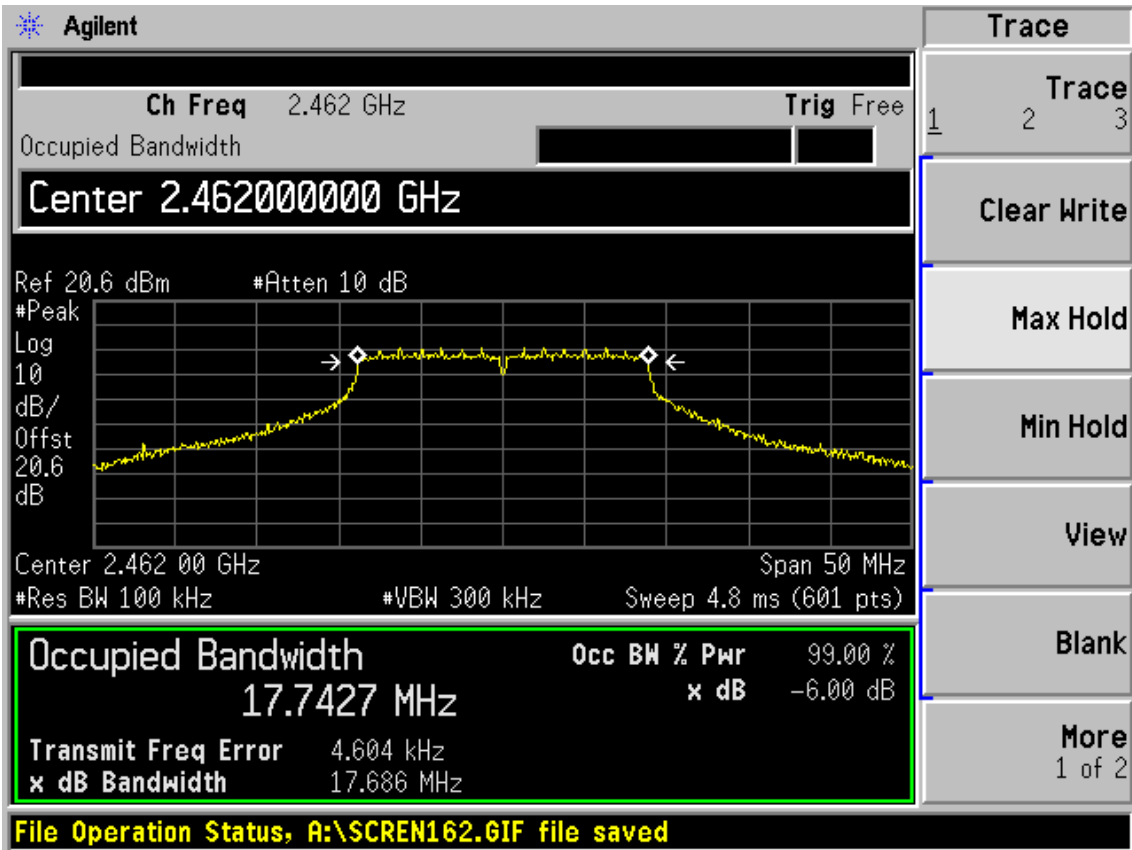 Agilent
Ch Freq 2.462 GHz Trig Free
Occupied Bandwidth
Center 2.462000000 GHz
Ref 20.6 dBm #Atten 10 dB
#Peak
Log
10
dB/
Offst
20.6
dB
Center 2.462 00 GHz Span 50 MHz
#Res BW 100 kHz #VBW 300 kHz Sweep 4.8 ms (601 pts)
Occupied Bandwidth Occ BW % Pwr 99.00 %
17.7427 MHz x dB -6.00 dB
Transmit Freq Error 4.604 kHz
x dB Bandwidth 17.686 MHz
File Operation Status, A:\SCREN162.GIF file saved
Trace
Trace
1 2 3
Clear Write
Max Hold
Min Hold
View
Blank
More
1 of 2